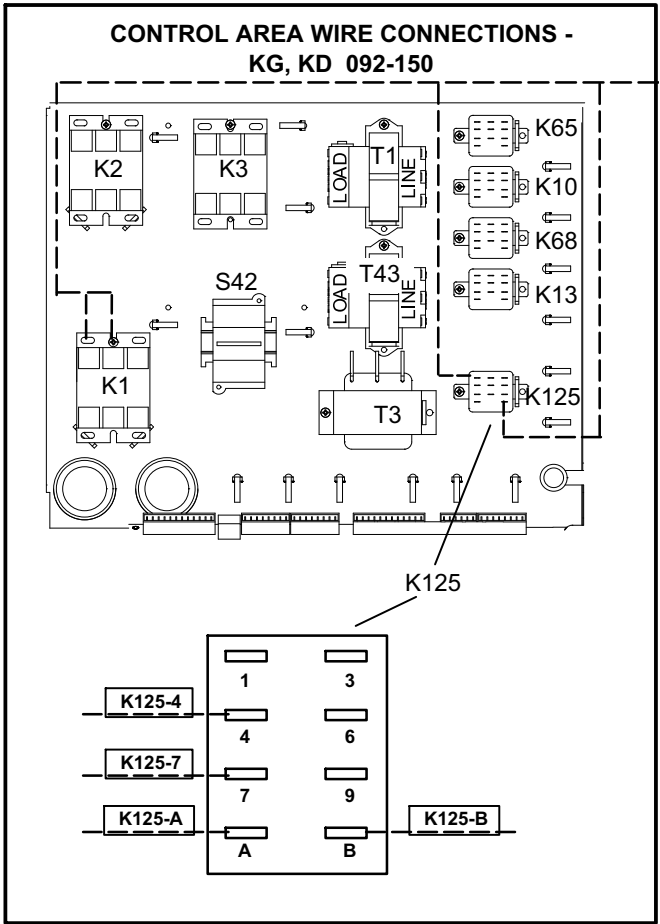 CONTROL AREA WIRE CONNECTIONS -
KG, KD 092-150
K2
K3
LOAD
T1
LINE
K65
K10
K68
K13
S42
LOAD
T43
LINE
K1
T3
K125
K125
1
3
K125-4
4
6
K125-7
7
9
K125-A
K125-B
A
B